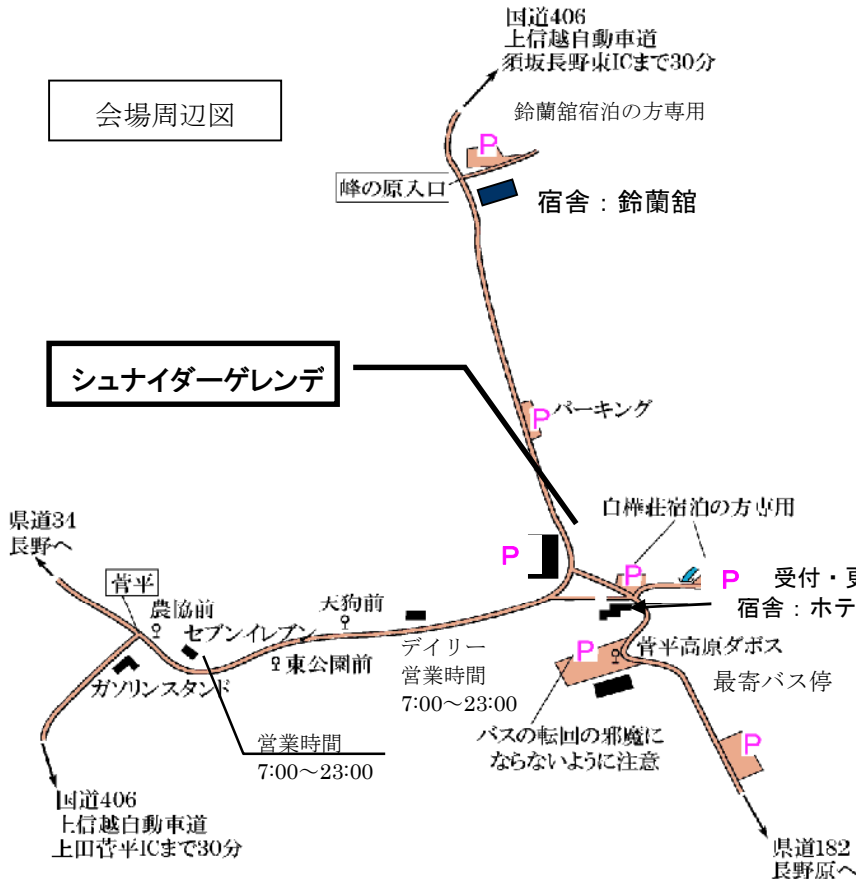 国道406
上信越自動車道
須坂長野東ICまで30分
会場周辺図
鈴蘭舘宿泊の方専用
P
峰の原入口
宿舎：鈴蘭舘
シュナイダーゲレンデ
P
パーキング
白樺荘宿泊の方専用
県道34
長野へ
P
P
P
受付・更
菅平
宿舎：ホテ
農協前
天狗前
セブンイレブン
デイリー
営業時間
7:00～23:00
東公園前
P
菅平高原ダボス
最寄バス停
ガソリンスタンド
営業時間
7:00～23:00
バスの転回の邪魔に
ならないように注意
P
国道406
上信越自動車道
上田菅平ICまで30分
県道182
長野原へ